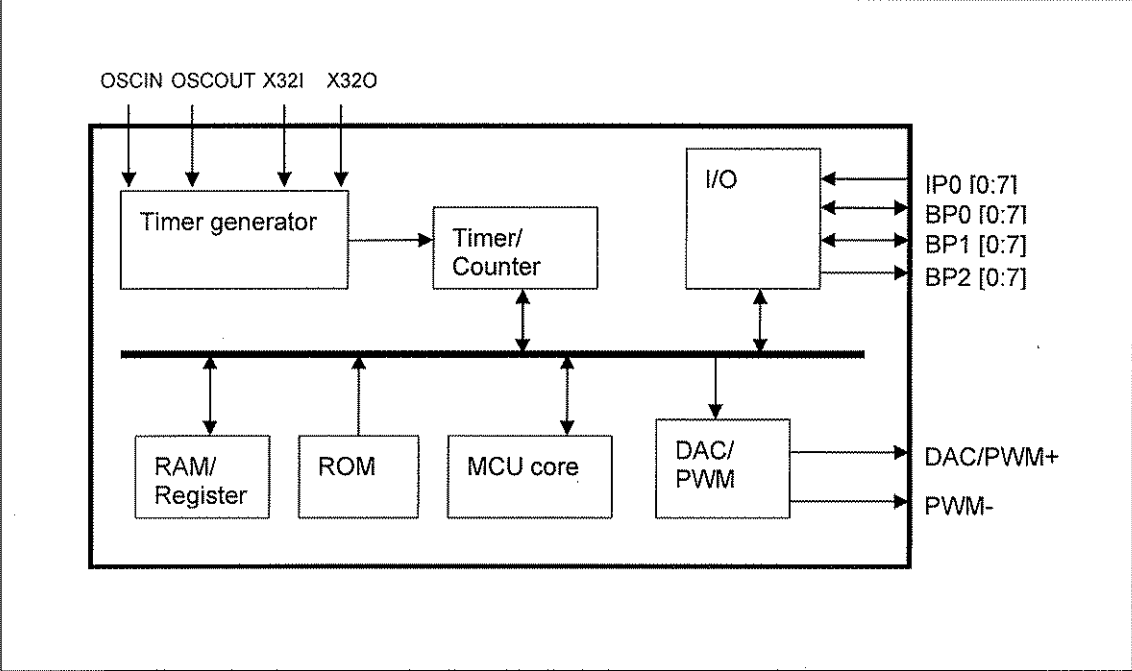 OSCIN OSCOUT X32I X32O
I/O
Timer generator
Timer/
Counter
IP0 [0:7]
BP0 [0:7]
BP1 [0:7]
BP2 [0:7]
RAM/
Register
ROM
MCU core
DAC/
PWM
DAC/PWM+
PWM-